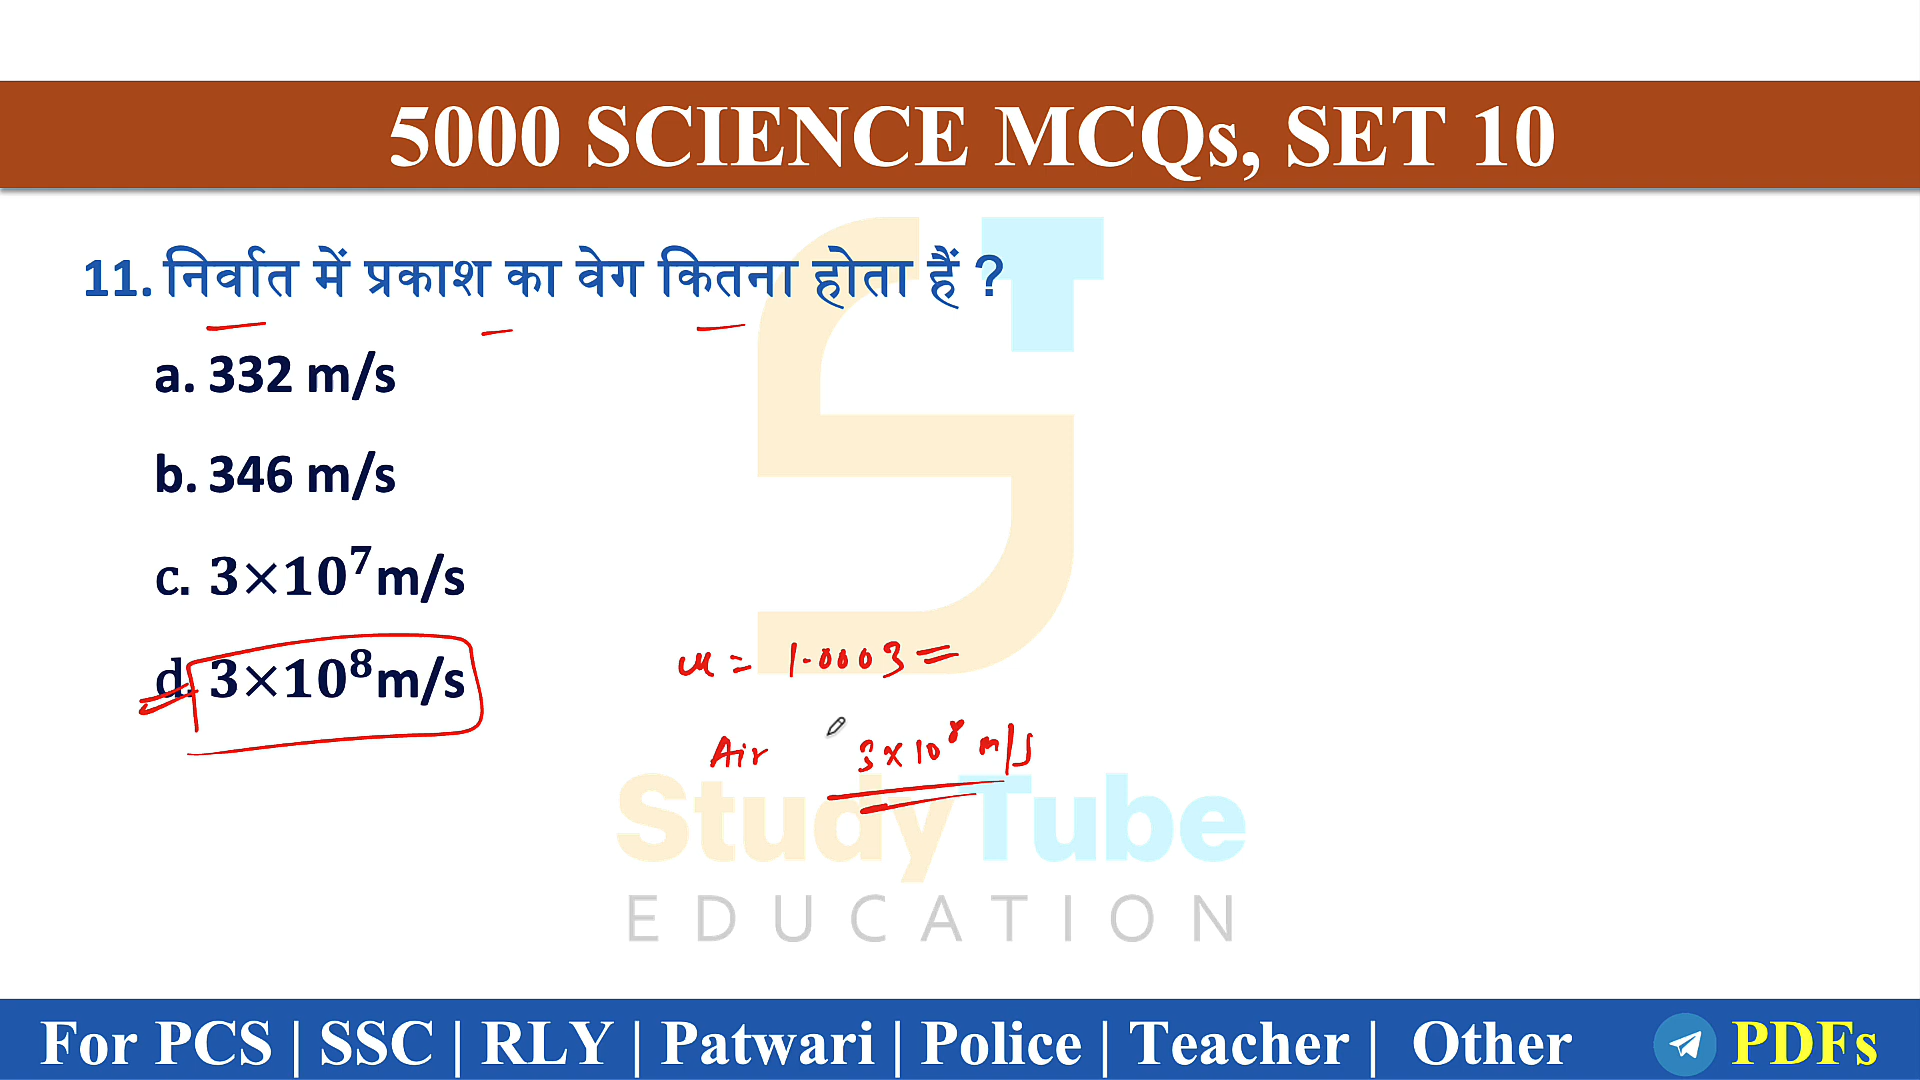 5000 SCIENCE MCQs, SET 10
11. निर्वात में प्रकाश का वेग कितना होता हैं ?
a. 332 m/s
b. 346 m/s
c. 3×10⁷m/s
d. 3×10⁸m/s
u = 1.0003 =
Air 3×10⁸ m/s
StudyTube
EDUCATION
For PCS | SSC | RLY | Patwari | Police | Teacher | Other PDFs